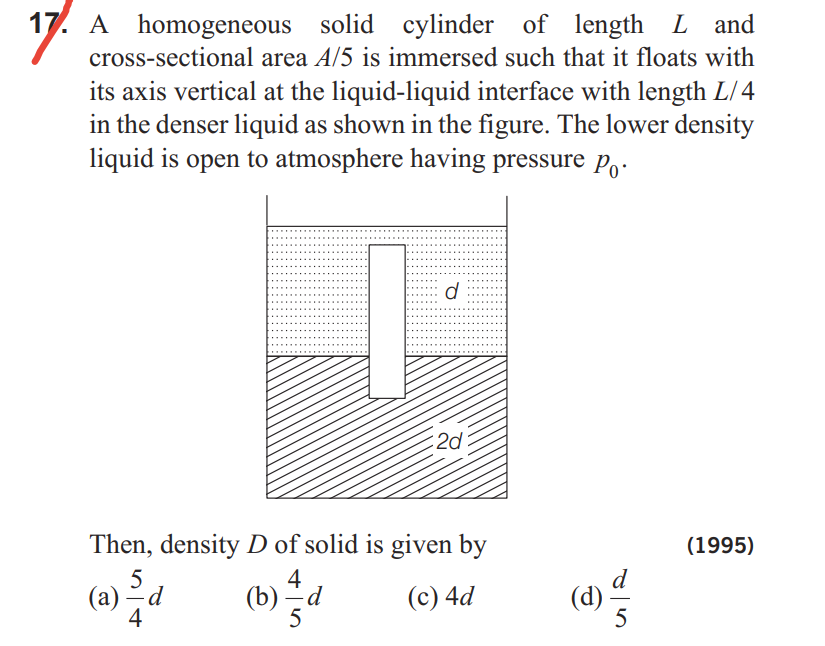 17. A homogeneous solid cylinder of length L and
cross-sectional area A/5 is immersed such that it floats with
its axis vertical at the liquid-liquid interface with length L/4
in the denser liquid as shown in the figure. The lower density
liquid is open to atmosphere having pressure p₀.
d
2d
Then, density D of solid is given by (1995)
(a) 5/4 d (b) 4/5 d (c) 4d (d) d/5